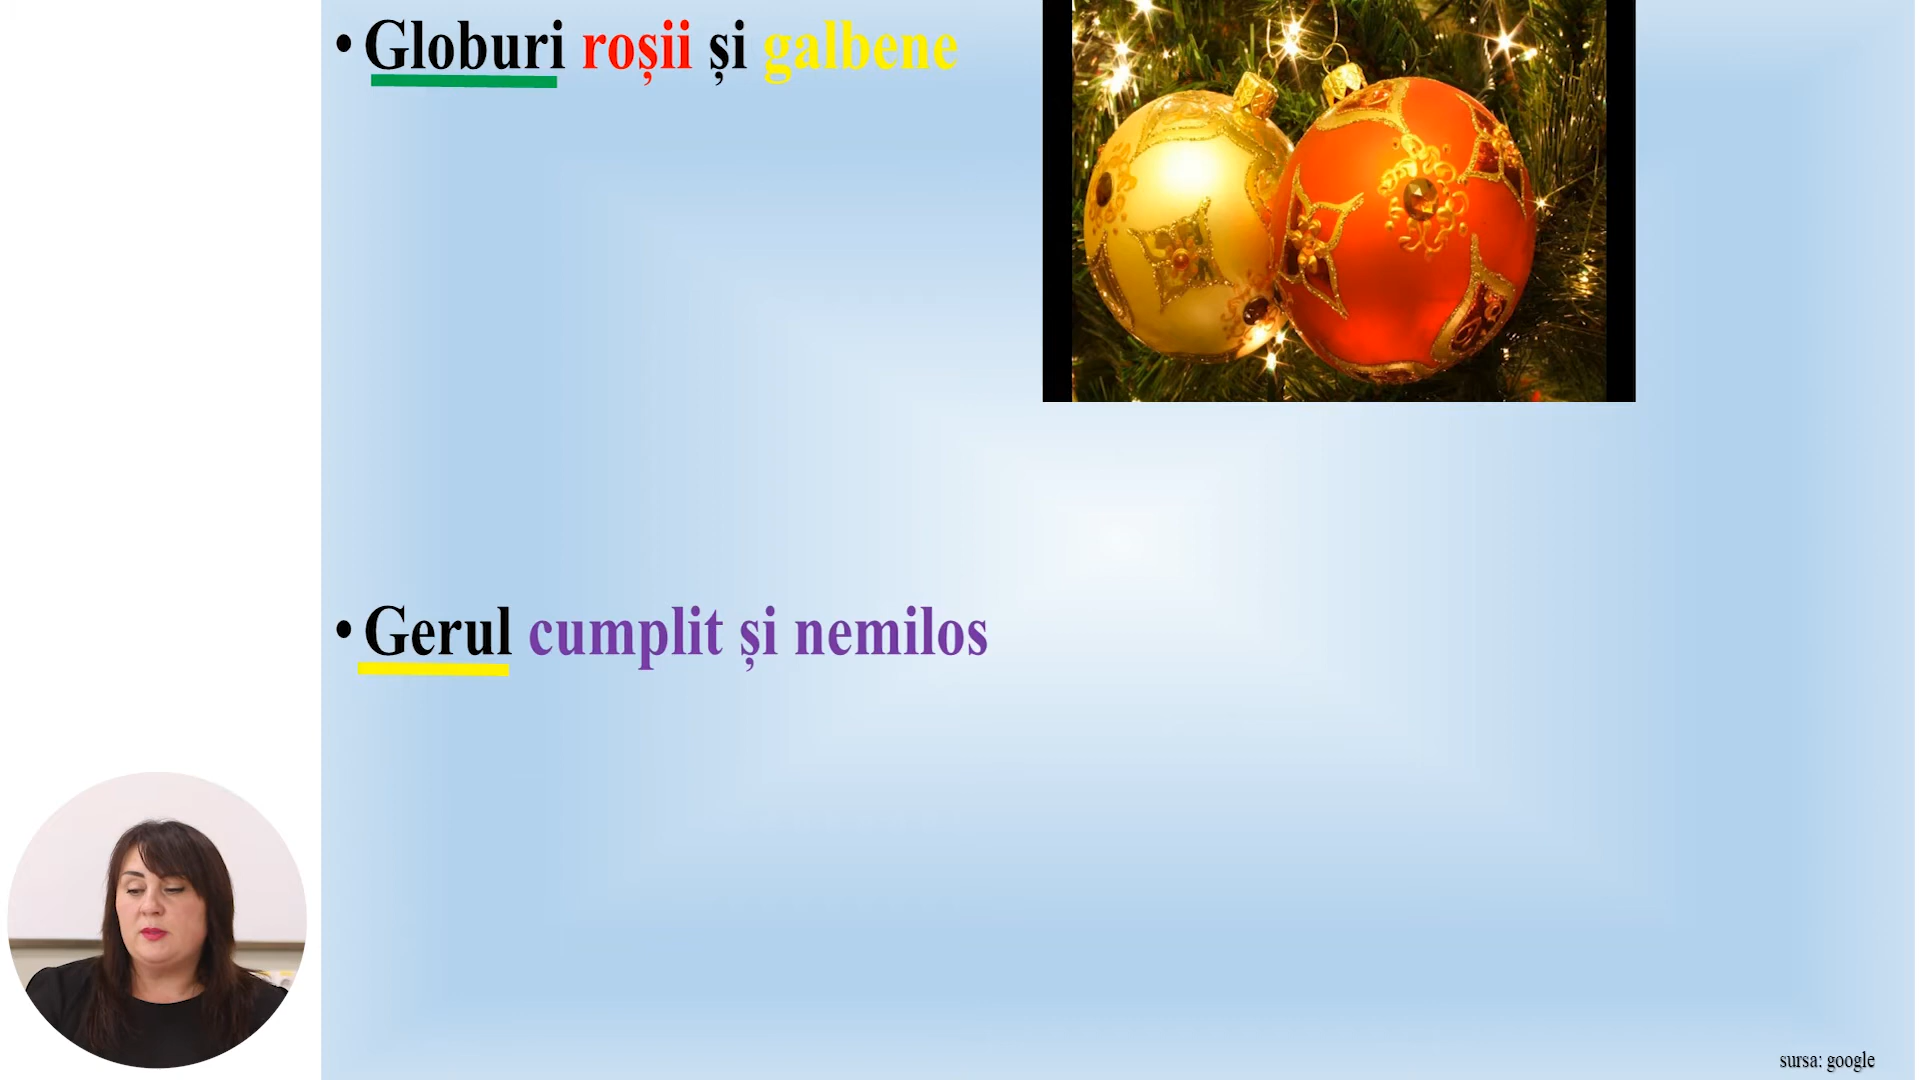 • Globuri roșii și galbene
• Gerul cumplit și nemilos
sursa: google